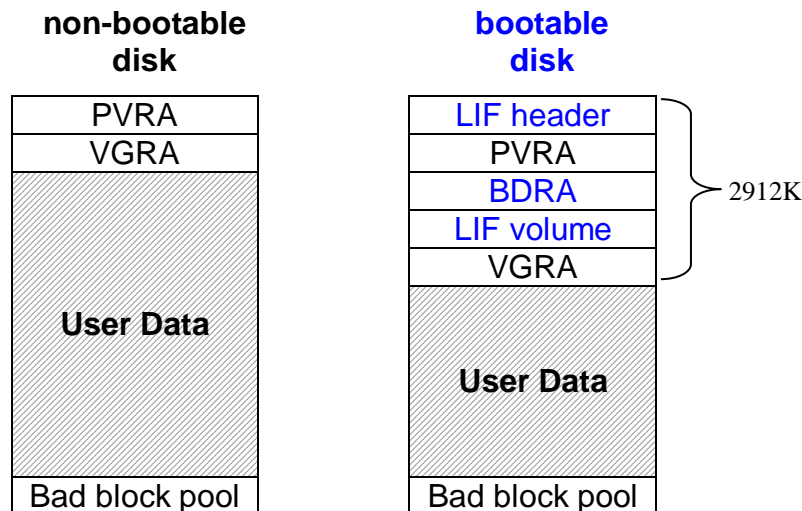 non-bootable
disk
PVRA
VGRA
User Data
Bad block pool
bootable
disk
LIF header
PVRA
BDRA
LIF volume
VGRA
2912K
User Data
Bad block pool